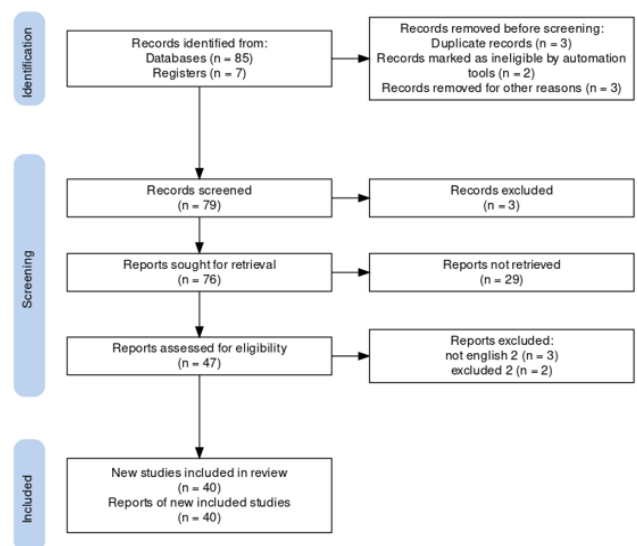 Identification
Records identified from:
Databases (n = 85)
Registers (n = 7)
Records removed before screening:
Duplicate records (n = 3)
Records marked as ineligible by automation
tools (n = 2)
Records removed for other reasons (n = 3)
Screening
Records screened
(n = 79)
Records excluded
(n = 3)
Reports sought for retrieval
(n = 76)
Reports not retrieved
(n = 29)
Reports assessed for eligibility
(n = 47)
Reports excluded:
not english 2 (n = 3)
excluded 2 (n = 2)
Included
New studies included in review
(n = 40)
Reports of new included studies
(n = 40)